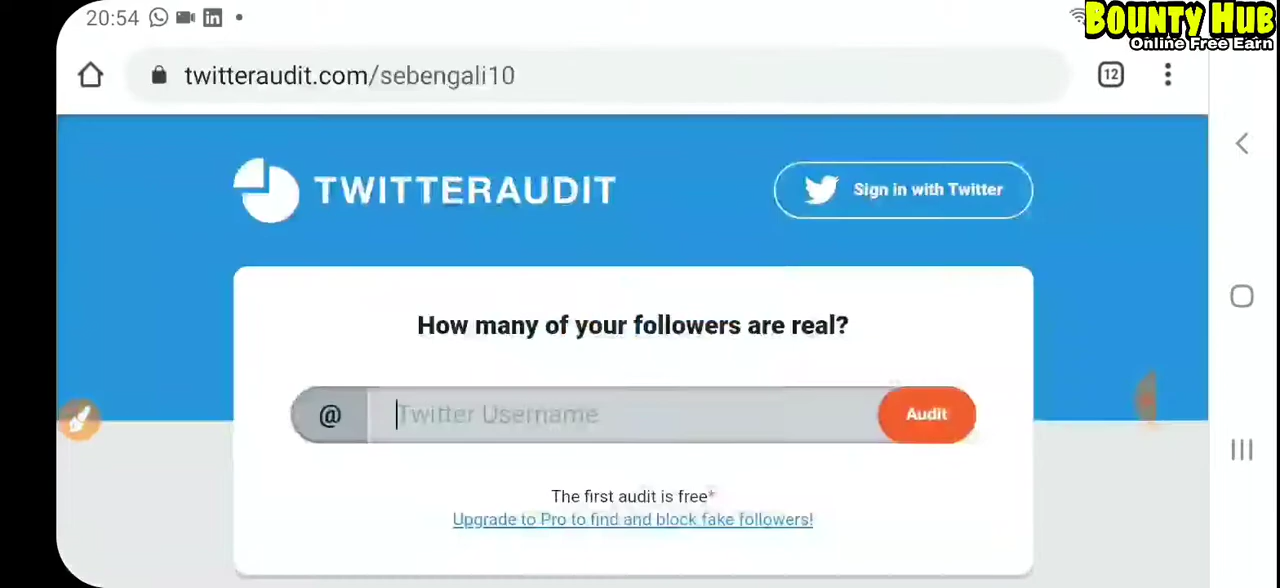 20:54
BOUNTY HUB
Online Free Earn
twitteraudit.com/sebengali10
12
TWITTERAUDIT
Sign in with Twitter
How many of your followers are real?
@ Twitter Username
Audit
The first audit is free*
Upgrade to Pro to find and block fake followers!